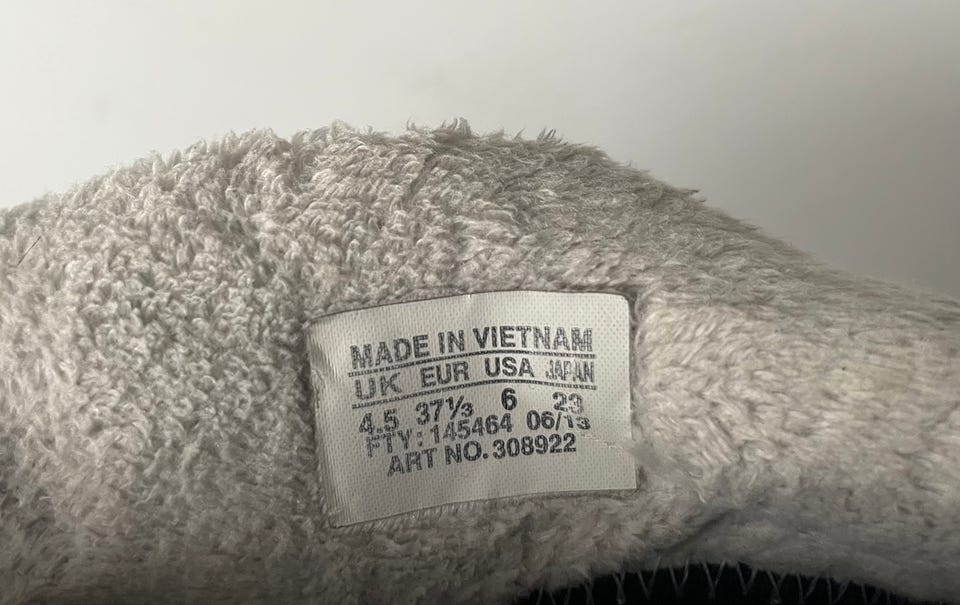 MADE IN VIETNAM
UK EUR USA JAPAN
4.5 37⅓ 6 23
FTY:145464 06/13
ART NO.308922